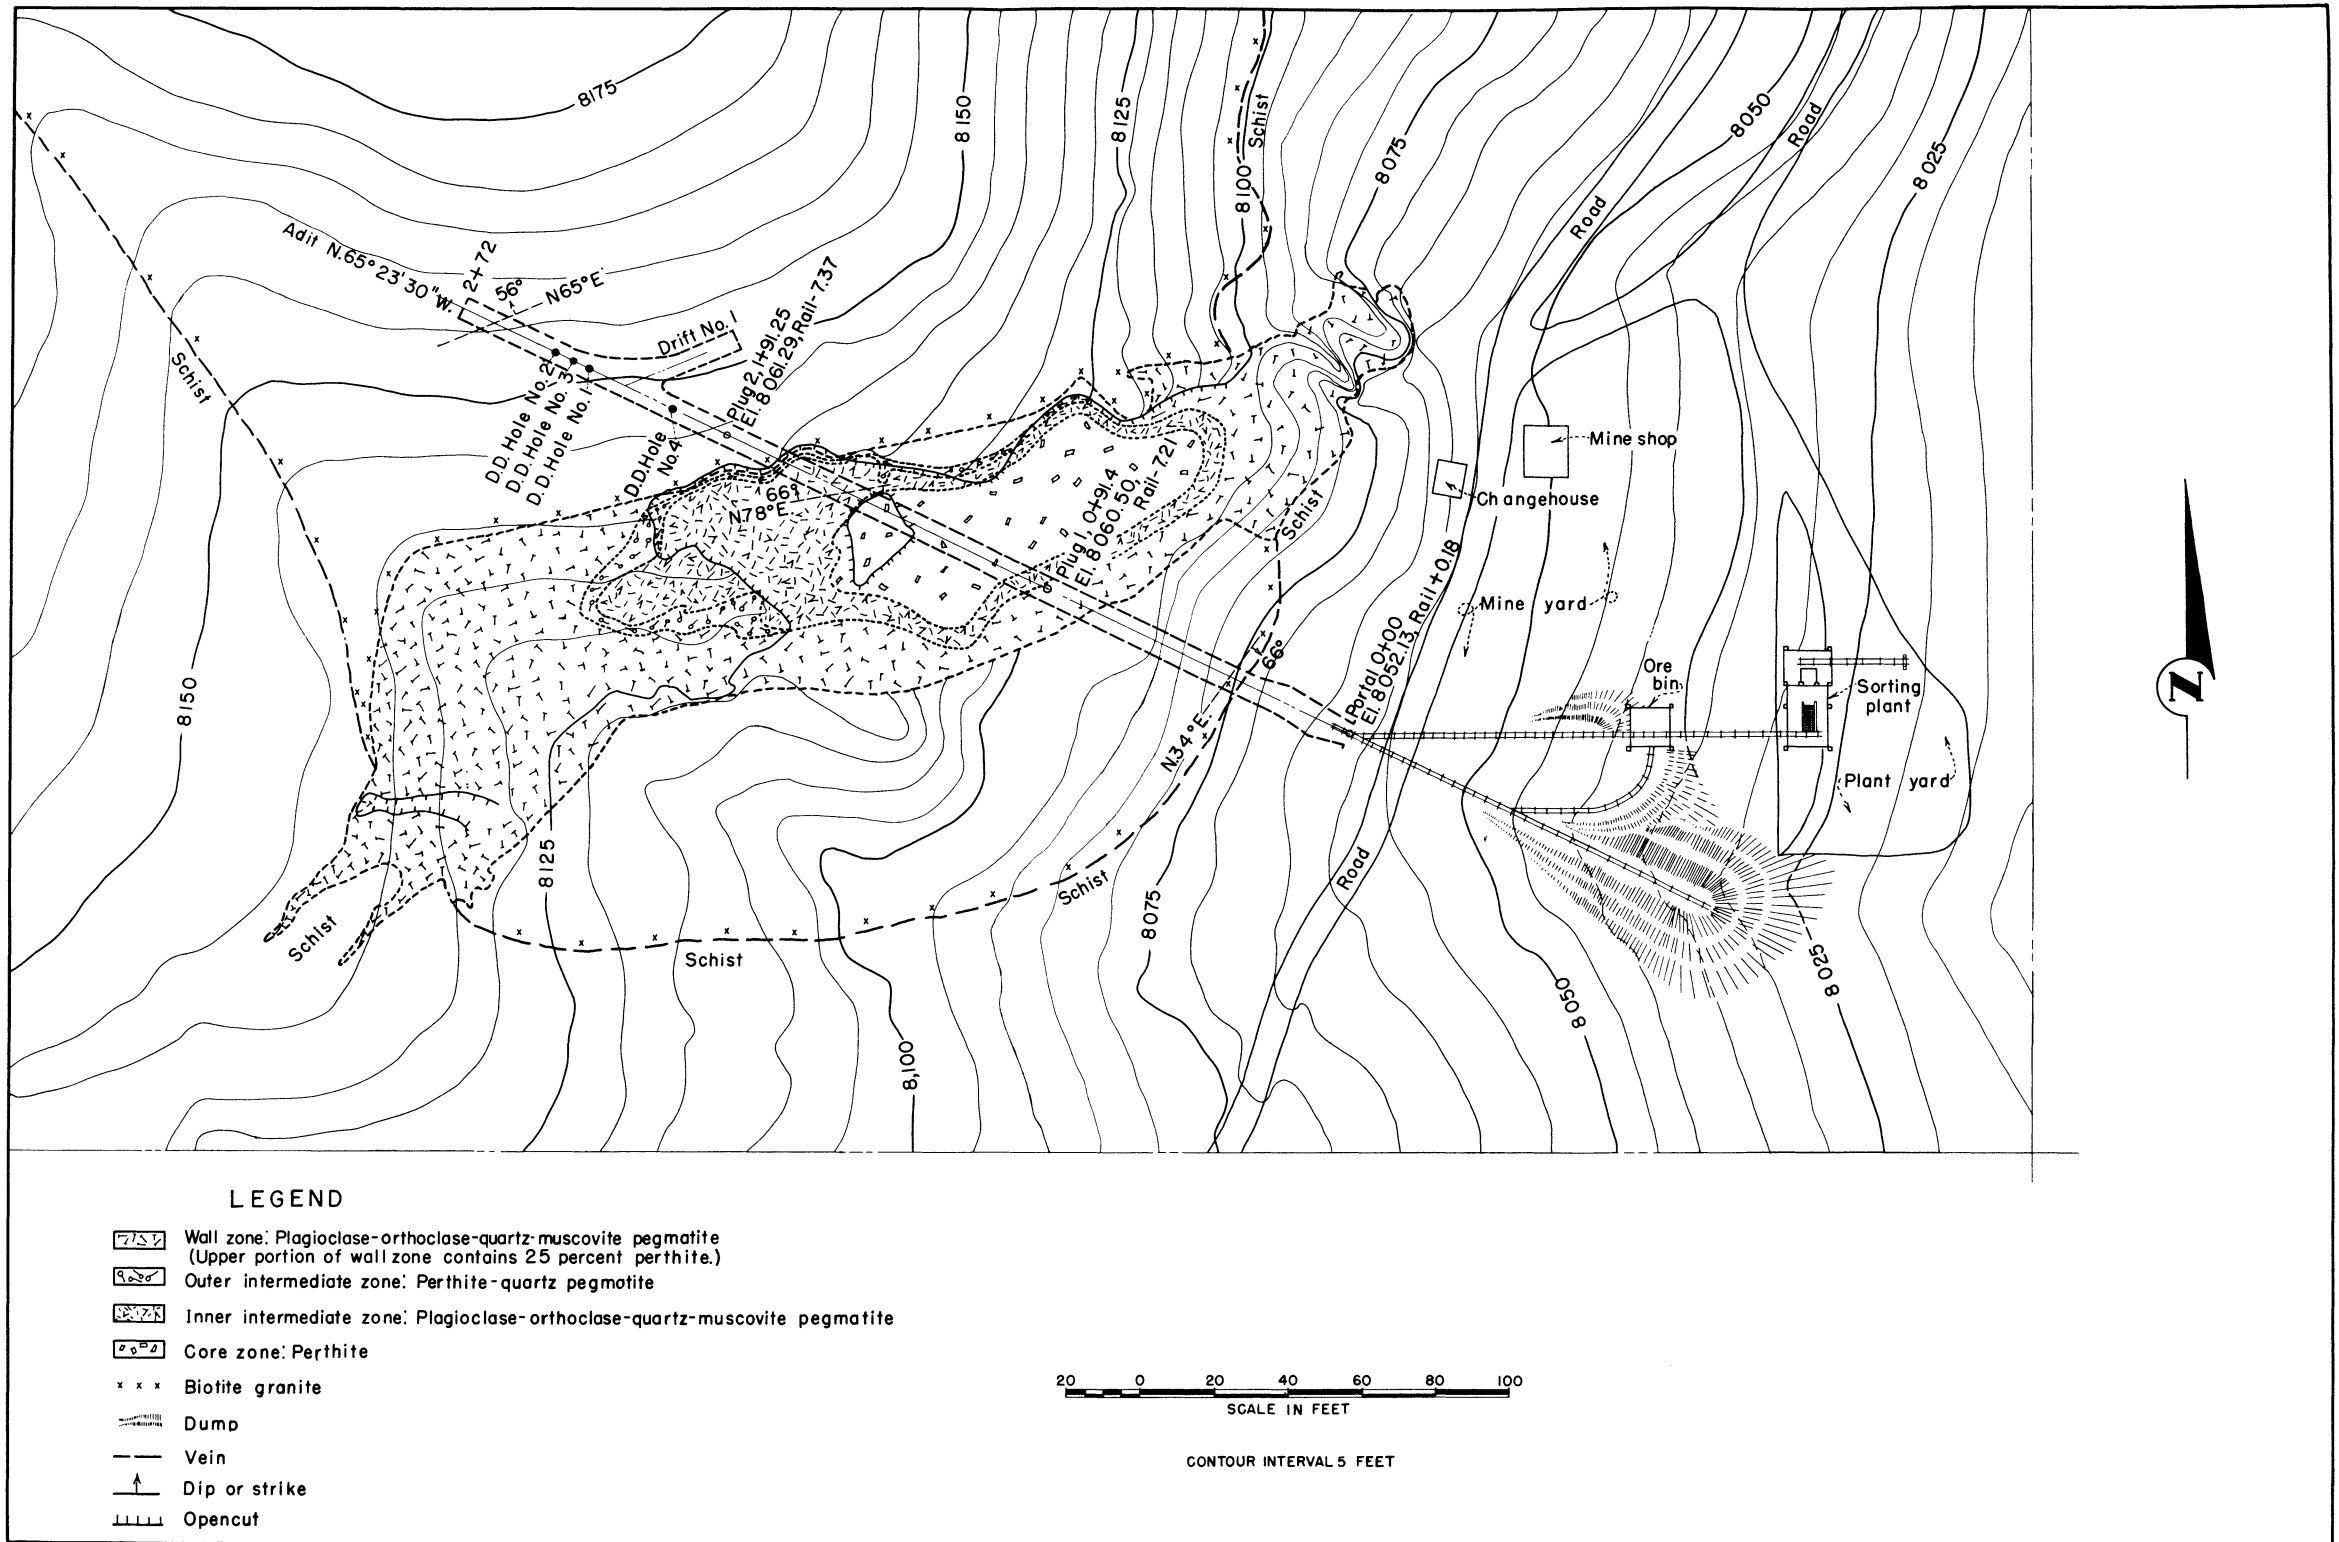 8175
8150
8125
Schist
8100
8075
8050
Road
8025
Road
Adit N.65°23'30"W.
2+72
56°
N65°E
Drift No. 1
Plug 2, 1+91.25
El. 8061.29, Rail-7.37
Schist
D.D. Hole No. 2
D.D. Hole No. 3
D.D. Hole No. 1
D.D. Hole
No. 4
66°
N78°E
Plug 1, 0+91.4
El. 8060.50,
Rail-7.21
Schist
Mine shop
Changehouse
Mine yard
Portal 0+00
El. 8052.13, Rail+0.18
66°
N34°E
Ore
bin
Sorting
plant
Plant yard
8150
8125
Schist
Schist
Schist
8075
Road
8,100
8050
8025
Z
LEGEND
Wall zone: Plagioclase-orthoclase-quartz-muscovite pegmatite
(Upper portion of wall zone contains 25 percent perthite.)
Outer intermediate zone: Perthite-quartz pegmatite
Inner intermediate zone: Plagioclase-orthoclase-quartz-muscovite pegmatite
Core zone: Perthite
x x x Biotite granite
Dump
Vein
Dip or strike
Opencut
20 0 20 40 60 80 100
SCALE IN FEET
CONTOUR INTERVAL 5 FEET